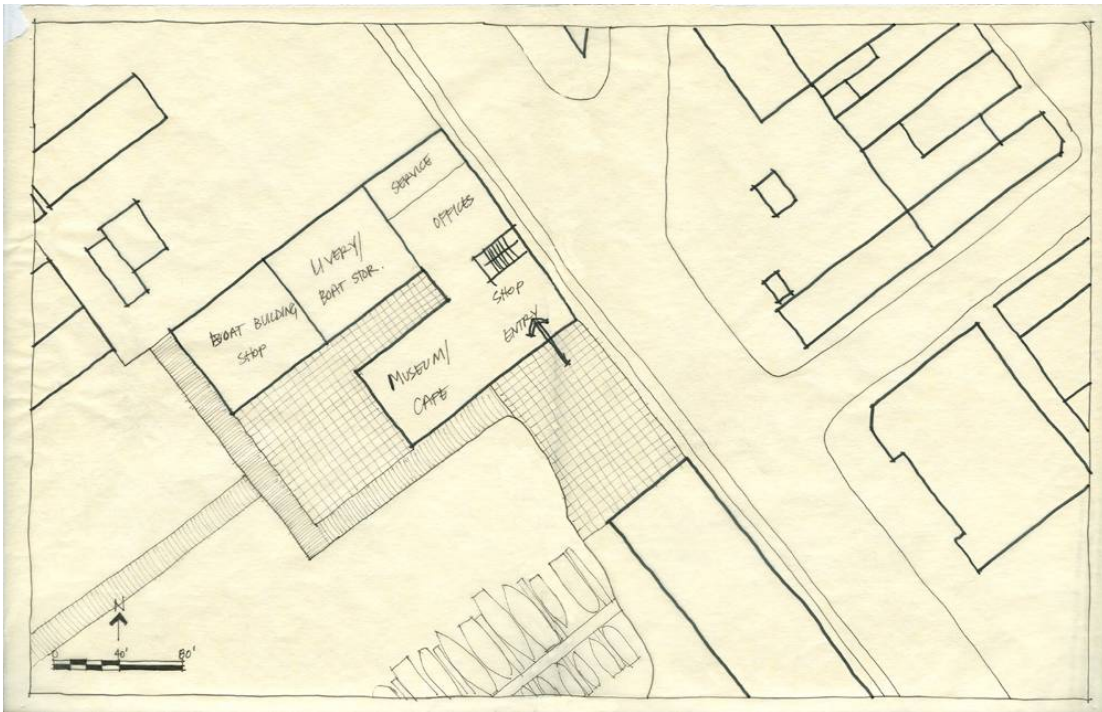 SERVICE
OFFICES
LIVERY/
BOAT STOR.
SHOP
BOAT BUILDING
SHOP
ENTRY
MUSEUM/
CAFE
N
0 40' 80'